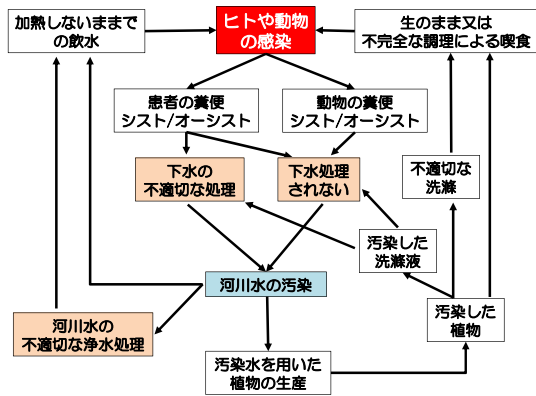 加熱しないままで
の飲水
ヒトや動物
の感染
生のまま又は
不完全な調理による喫食
患者の糞便
シスト/オーシスト
動物の糞便
シスト/オーシスト
下水の
不適切な処理
下水処理
されない
不適切な
洗滌
汚染した
洗滌液
河川水の汚染
汚染した
植物
河川水の
不適切な浄水処理
汚染水を用いた
植物の生産